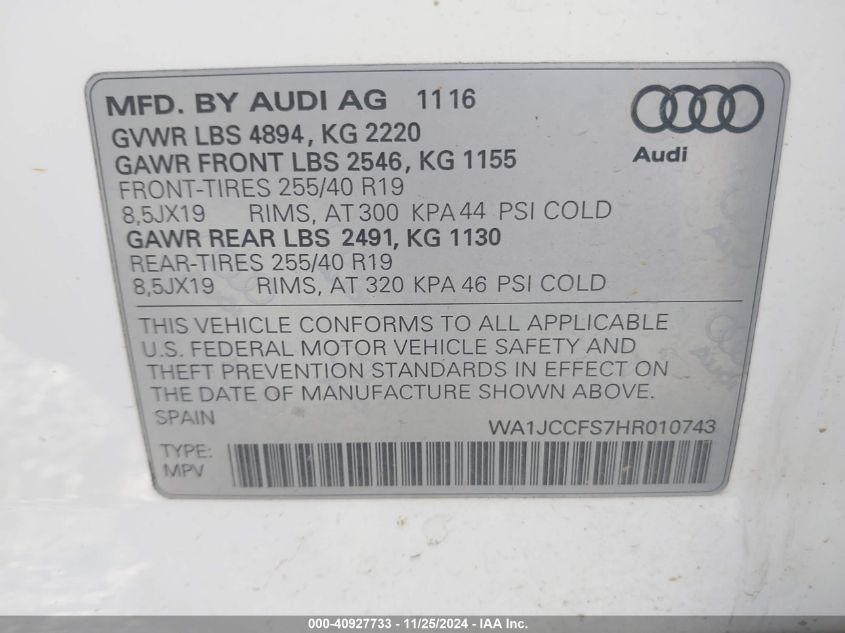 MFD. BY AUDI AG 11 16
GVWR LBS 4894, KG 2220
GAWR FRONT LBS 2546, KG 1155
FRONT-TIRES 255/40 R19
8,5JX19 RIMS, AT 300 KPA 44 PSI COLD
GAWR REAR LBS 2491, KG 1130
REAR-TIRES 255/40 R19
8,5JX19 RIMS, AT 320 KPA 46 PSI COLD
Audi
THIS VEHICLE CONFORMS TO ALL APPLICABLE
U.S. FEDERAL MOTOR VEHICLE SAFETY AND
THEFT PREVENTION STANDARDS IN EFFECT ON
THE DATE OF MANUFACTURE SHOWN ABOVE.
Audi
SPAIN WA1JCCFS7HR010743
TYPE:
MPV
000-40927733 - 11/25/2024 - IAA Inc.